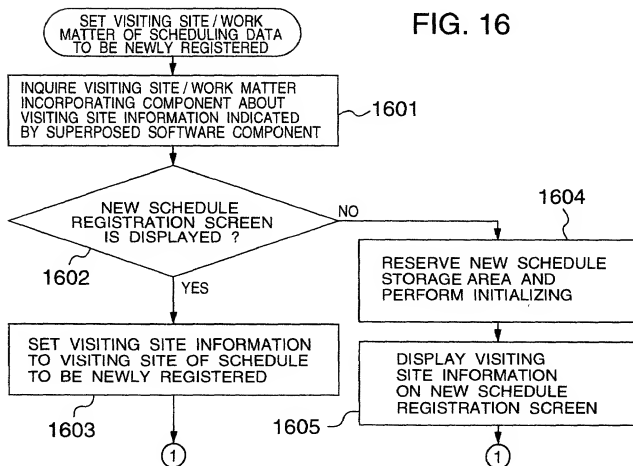 FIG. 16
SET VISITING SITE / WORK
MATTER OF SCHEDULING DATA
TO BE NEWLY REGISTERED
INQUIRE VISITING SITE / WORK MATTER
INCORPORATING COMPONENT ABOUT
VISITING SITE INFORMATION INDICATED
BY SUPERPOSED SOFTWARE COMPONENT
1601
NEW SCHEDULE
REGISTRATION SCREEN
IS DISPLAYED ?
1602
NO
YES
1604
RESERVE NEW SCHEDULE
STORAGE AREA AND
PERFORM INITIALIZING
SET VISITING SITE INFORMATION
TO VISITING SITE OF SCHEDULE
TO BE NEWLY REGISTERED
1603
DISPLAY VISITING
SITE INFORMATION
ON NEW SCHEDULE
REGISTRATION SCREEN
1605
1
1